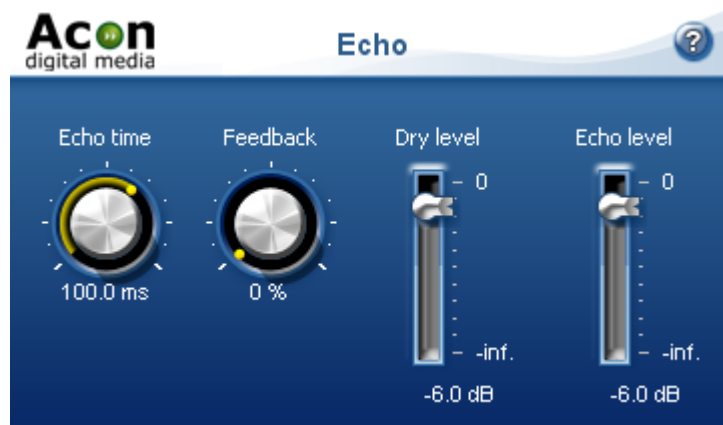 Acon
digital media
Echo
?
Echo time
Feedback
Dry level
Echo level
0
0
100.0 ms
0 %
-inf.
-inf.
-6.0 dB
-6.0 dB